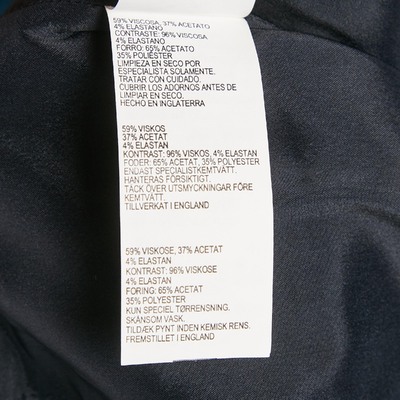 59% VISCOSA, 37% ACETATO
4% ELASTANO
CONTRASTE: 96% VISCOSA
4% ELASTANO
FORRO: 65% ACETATO
35% POLIÉSTER
LIMPIEZA EN SECO POR
ESPECIALISTA SOLAMENTE.
TRATAR CON CUIDADO.
CUBRIR LOS ADORNOS ANTES DE
LIMPIAR EN SECO.
HECHO EN INGLATERRA
59% VISKOS
37% ACETAT
4% ELASTAN
KONTRAST: 96% VISKOS, 4% ELASTAN
FODER: 65% ACETAT, 35% POLYESTER
ENDAST SPECIALISTKEMTVÄTT.
HANTERAS FÖRSIKTIGT.
TÄCK ÖVER UTSMYCKNINGAR FÖRE
KEMTVÄTT.
TILLVERKAT I ENGLAND
59% VISKOSE, 37% ACETAT
4% ELASTAN
KONTRAST: 96% VISKOSE
4% ELASTAN
FORING: 65% ACETAT
35% POLYESTER
KUN SPECIEL TØRRENSNING.
SKÅNSOM VASK.
TILDÆK PYNT INDEN KEMISK RENS.
FREMSTILLET I ENGLAND